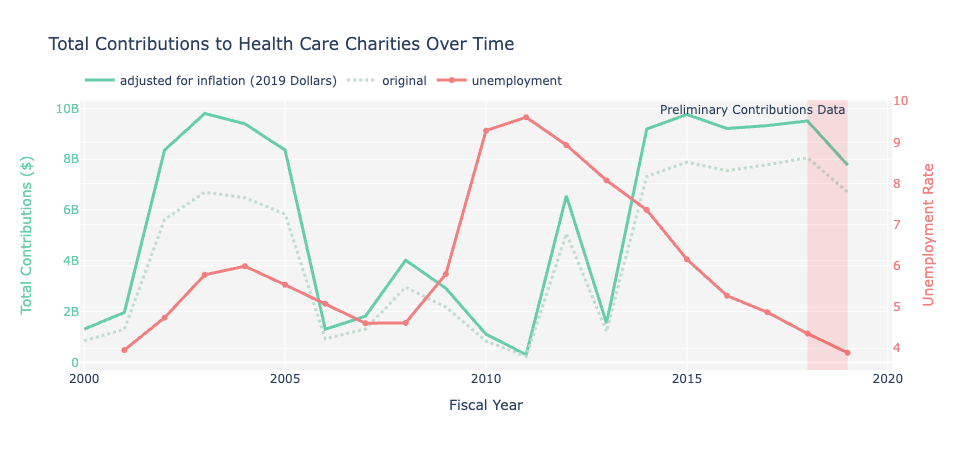 Total Contributions to Health Care Charities Over Time
adjusted for inflation (2019 Dollars) original unemployment
Preliminary Contributions Data
Total Contributions ($)
10B
8B
6B
4B
2B
0
10
9
8
7
6
5
4
Unemployment Rate
2000 2005 2010 2015 2020
Fiscal Year